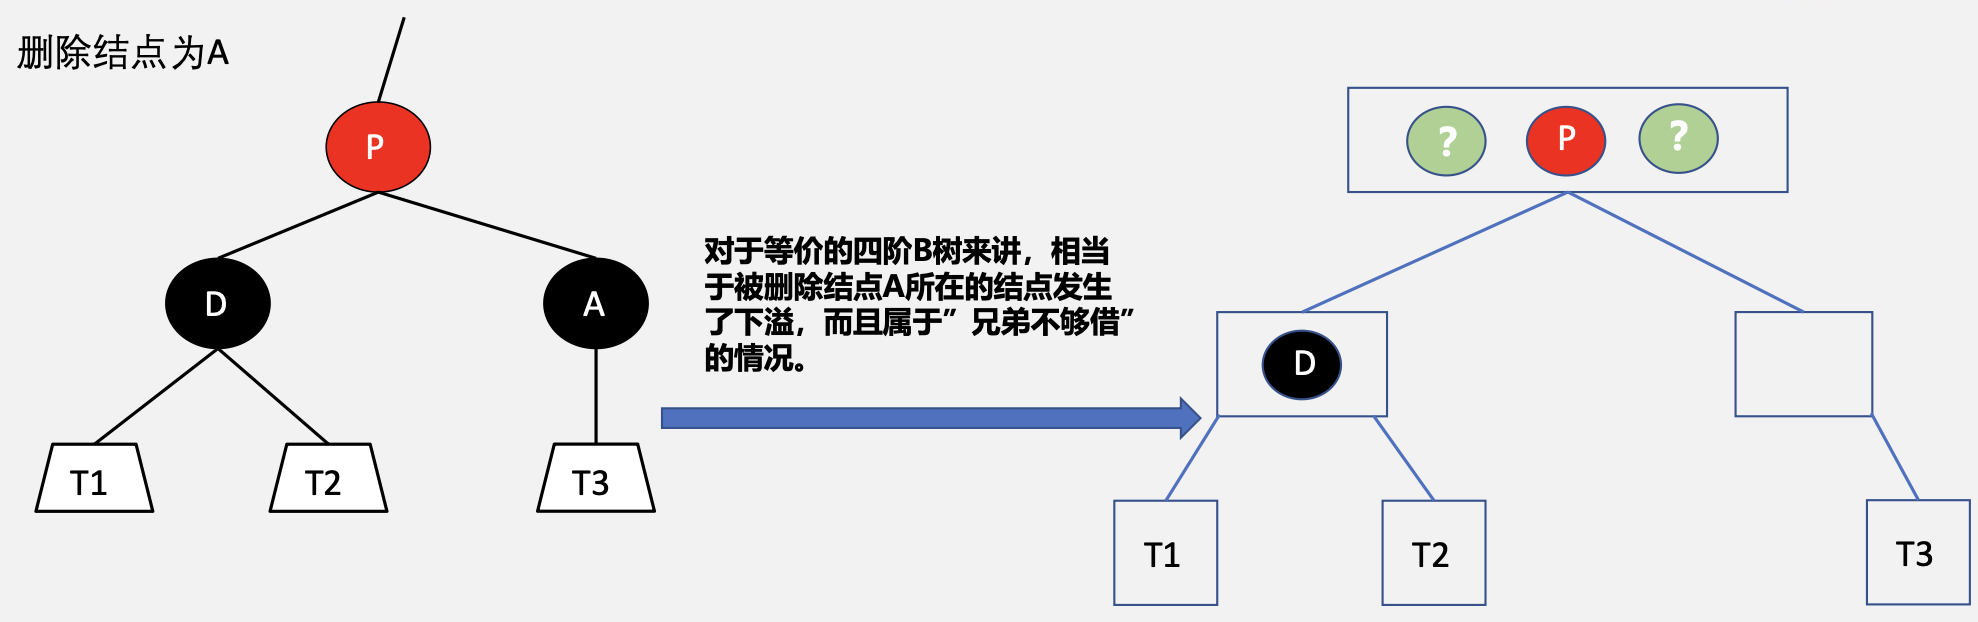 删除结点为A
P
D
A
T1
T2
T3
对于等价的四阶B树来讲，相当
于被删除结点A所在的结点发生
了下溢，而且属于”兄弟不够借”
的情况。
?
P
?
D
T1
T2
T3